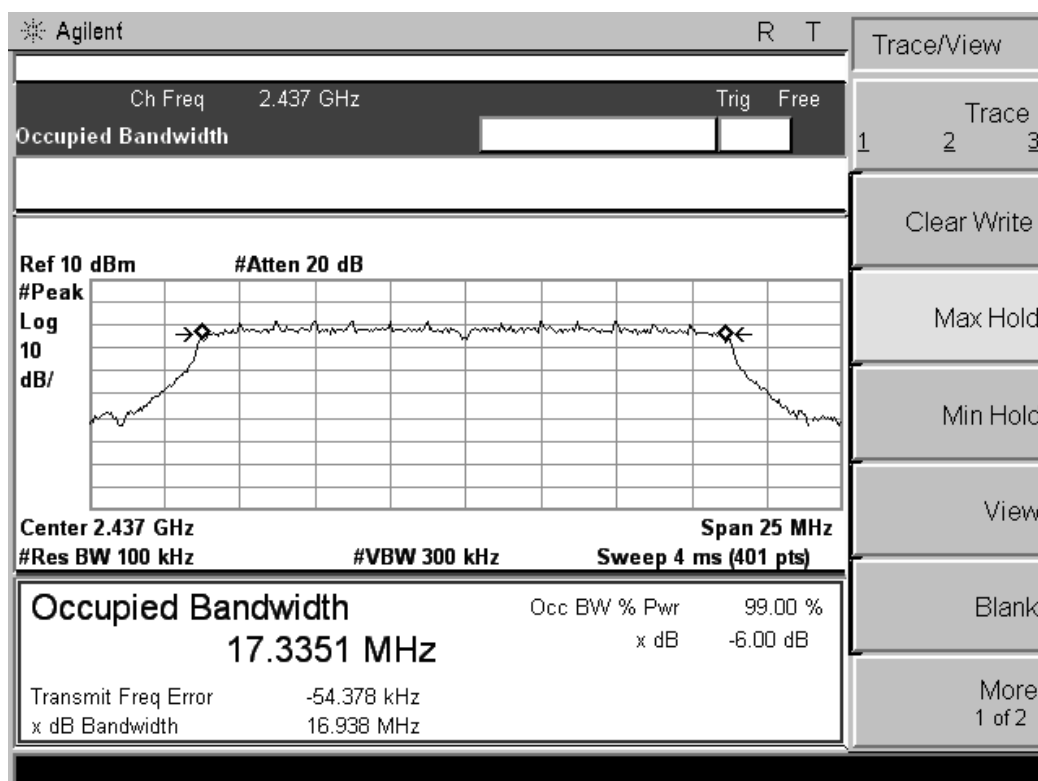 Agilent R T
Trace/View
Ch Freq 2.437 GHz Trig Free
Occupied Bandwidth
Trace
1 2 3
Clear Write
Ref 10 dBm #Atten 20 dB
#Peak
Log
10
dB/
Max Hold
Min Hold
Center 2.437 GHz Span 25 MHz
#Res BW 100 kHz #VBW 300 kHz Sweep 4 ms (401 pts)
View
Occupied Bandwidth Occ BW % Pwr 99.00 %
17.3351 MHz x dB -6.00 dB
Transmit Freq Error -54.378 kHz
x dB Bandwidth 16.938 MHz
Blank
More
1 of 2